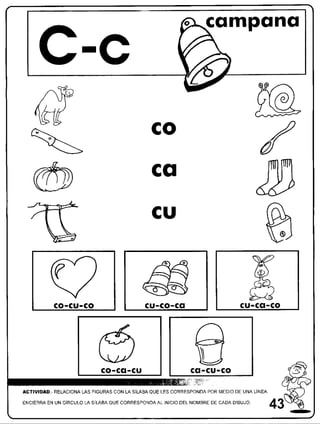 campana
C-c
co
ca
cu
co-cu-co
cu-co-ca
cu-ca-co
co-ca-cu
ca-cu-co
ACTIVIDAD - RELACIONA LAS FIGURAS CON LA SILABA QUE LES CORRESPONDA POR MEDIO DE UNA LINEA.
ENCIERRA EN UN CIRCULO LA SILABA QUE CORRESPONDA AL INICIO DEL NOMBRE DE CADA DIBUJO.
43